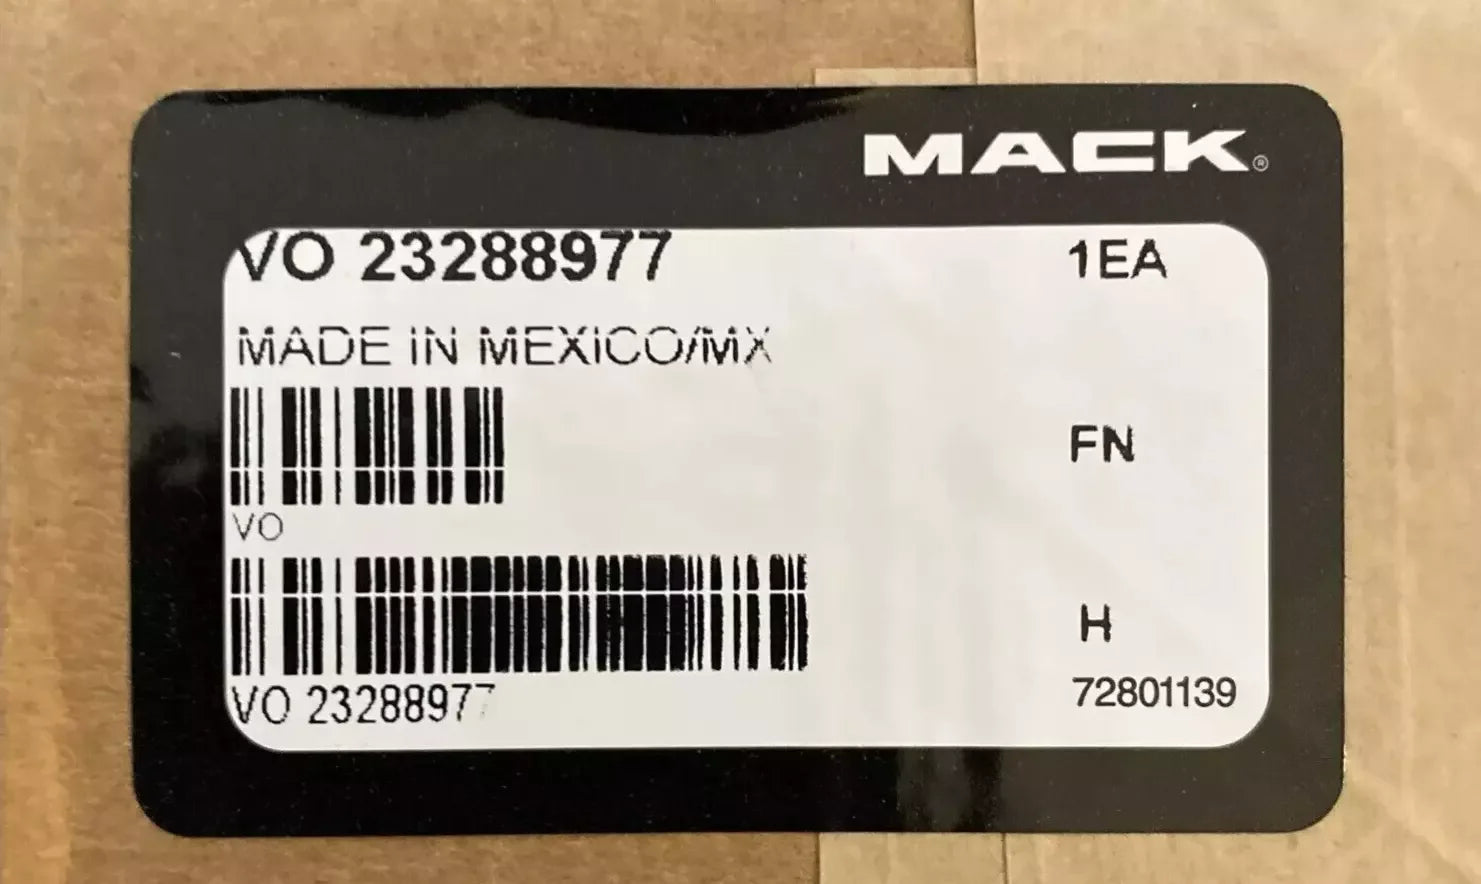 MACK®
VO 23288977 1EA
MADE IN MEXICO/MX
FN
VO
H
VO 23288977 72801139